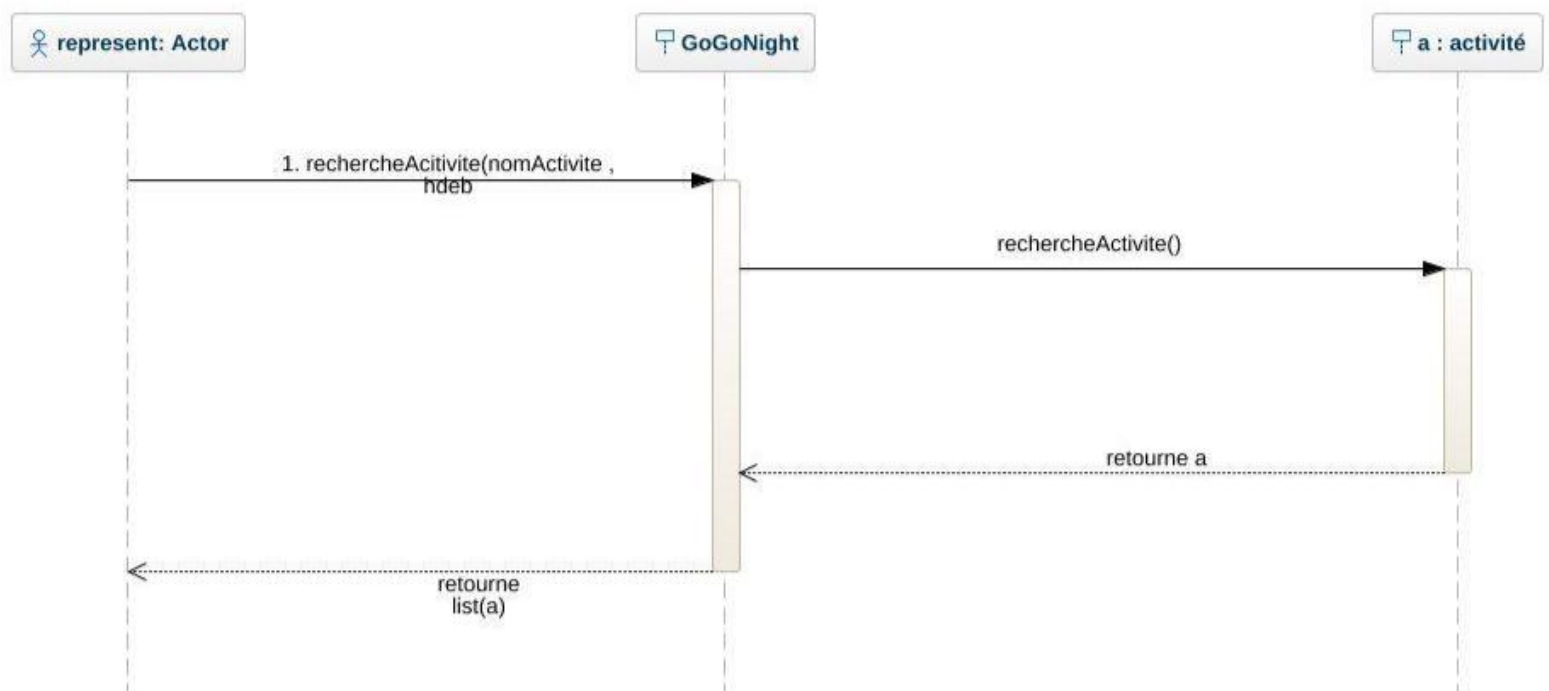 represent: Actor
GoGoNight
a : activité
1. rechercheAcitivite(nomActivite ,
hdeb
rechercheActivite()
retourne a
retourne
list(a)